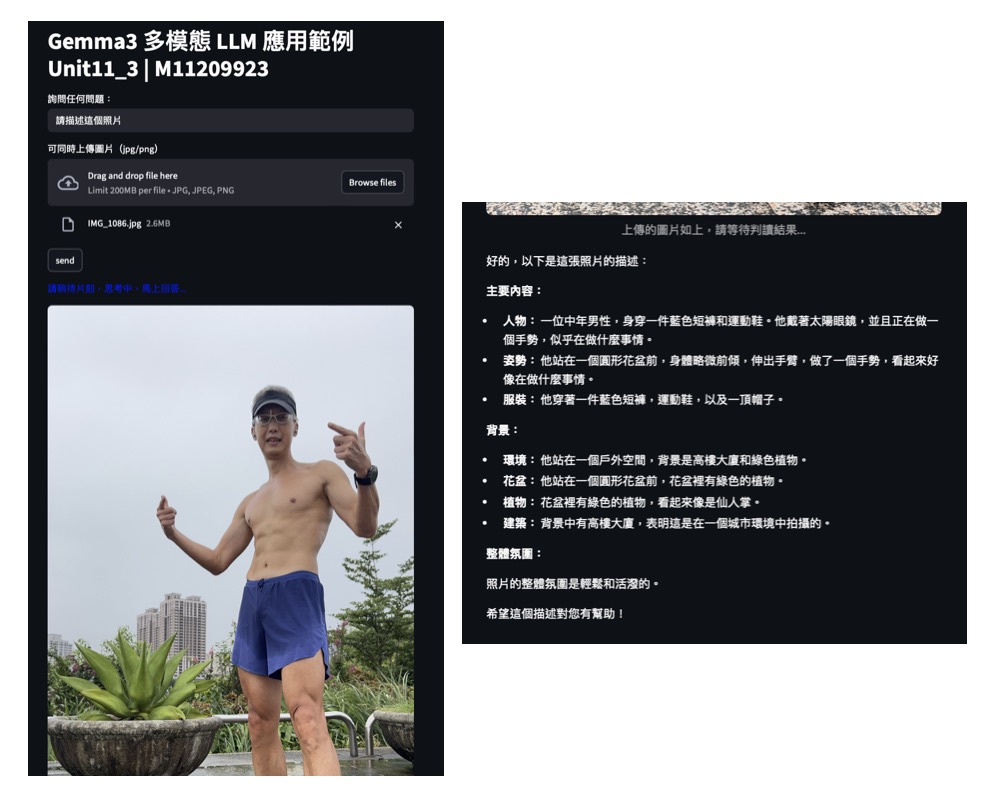 Gemma3 多模態 LLM 應用範例
Unit11_3 | M11209923
詢問任何問題：
請描述這個照片
可同時上傳圖片（jpg/png）
Drag and drop file here
Limit 200MB per file • JPG, JPEG, PNG
Browse files
IMG_1086.jpg 2.6MB
send
請稍待片刻，思考中，馬上回答...
上傳的圖片如上，請等待判讀結果...
好的，以下是這張照片的描述：
主要內容：
• 人物： 一位中年男性，身穿一件藍色短褲和運動鞋。他戴著太陽眼鏡，並且正在做一
個手勢，似乎在做什麼事情。
• 姿勢： 他站在一個圓形花盆前，身體略微前傾，伸出手臂，做了一個手勢，看起來好
像在做什麼事情。
• 服裝： 他穿著一件藍色短褲，運動鞋，以及一頂帽子。
背景：
• 環境： 他站在一個戶外空間，背景是高樓大廈和綠色植物。
• 花盆： 他站在一個圓形花盆前，花盆裡有綠色的植物。
• 植物： 花盆裡有綠色的植物，看起來像是仙人掌。
• 建築： 背景中有高樓大廈，表明這是在一個城市環境中拍攝的。
整體氛圍：
照片的整體氛圍是輕鬆和活潑的。
希望這個描述對您有幫助！